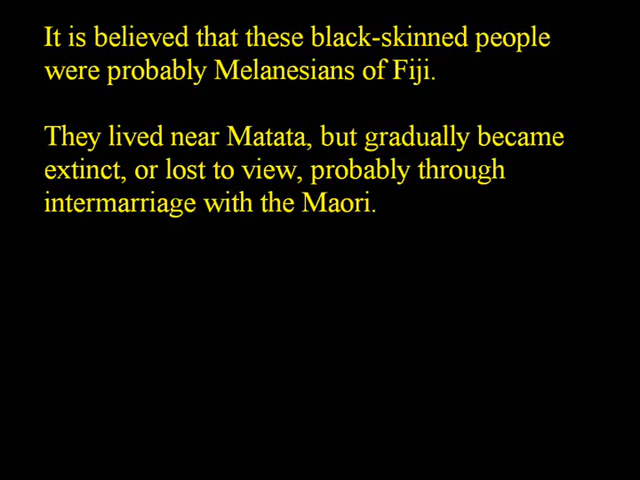 It is believed that these black-skinned people
were probably Melanesians of Fiji.
They lived near Matata, but gradually became
extinct, or lost to view, probably through
intermarriage with the Maori.